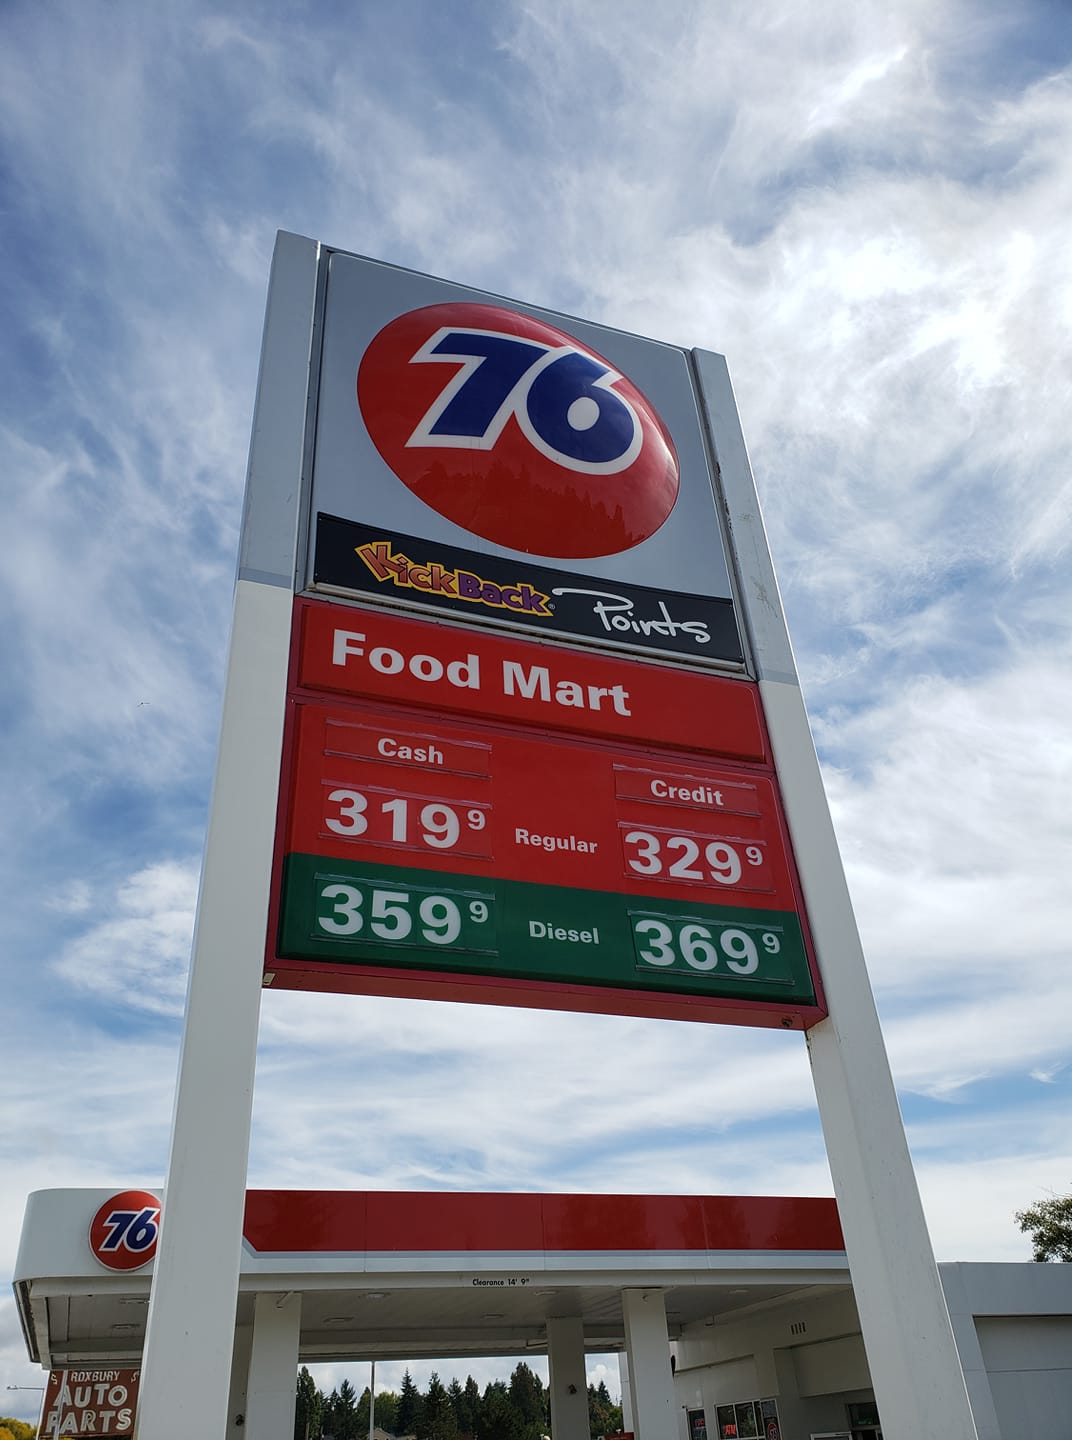 76
KickBack® Points
Food Mart
Cash
Credit
319 9 Regular 329 9
359 9 Diesel 369 9
76
Clearance 14' 9"
ROXBURY
AUTO
PARTS